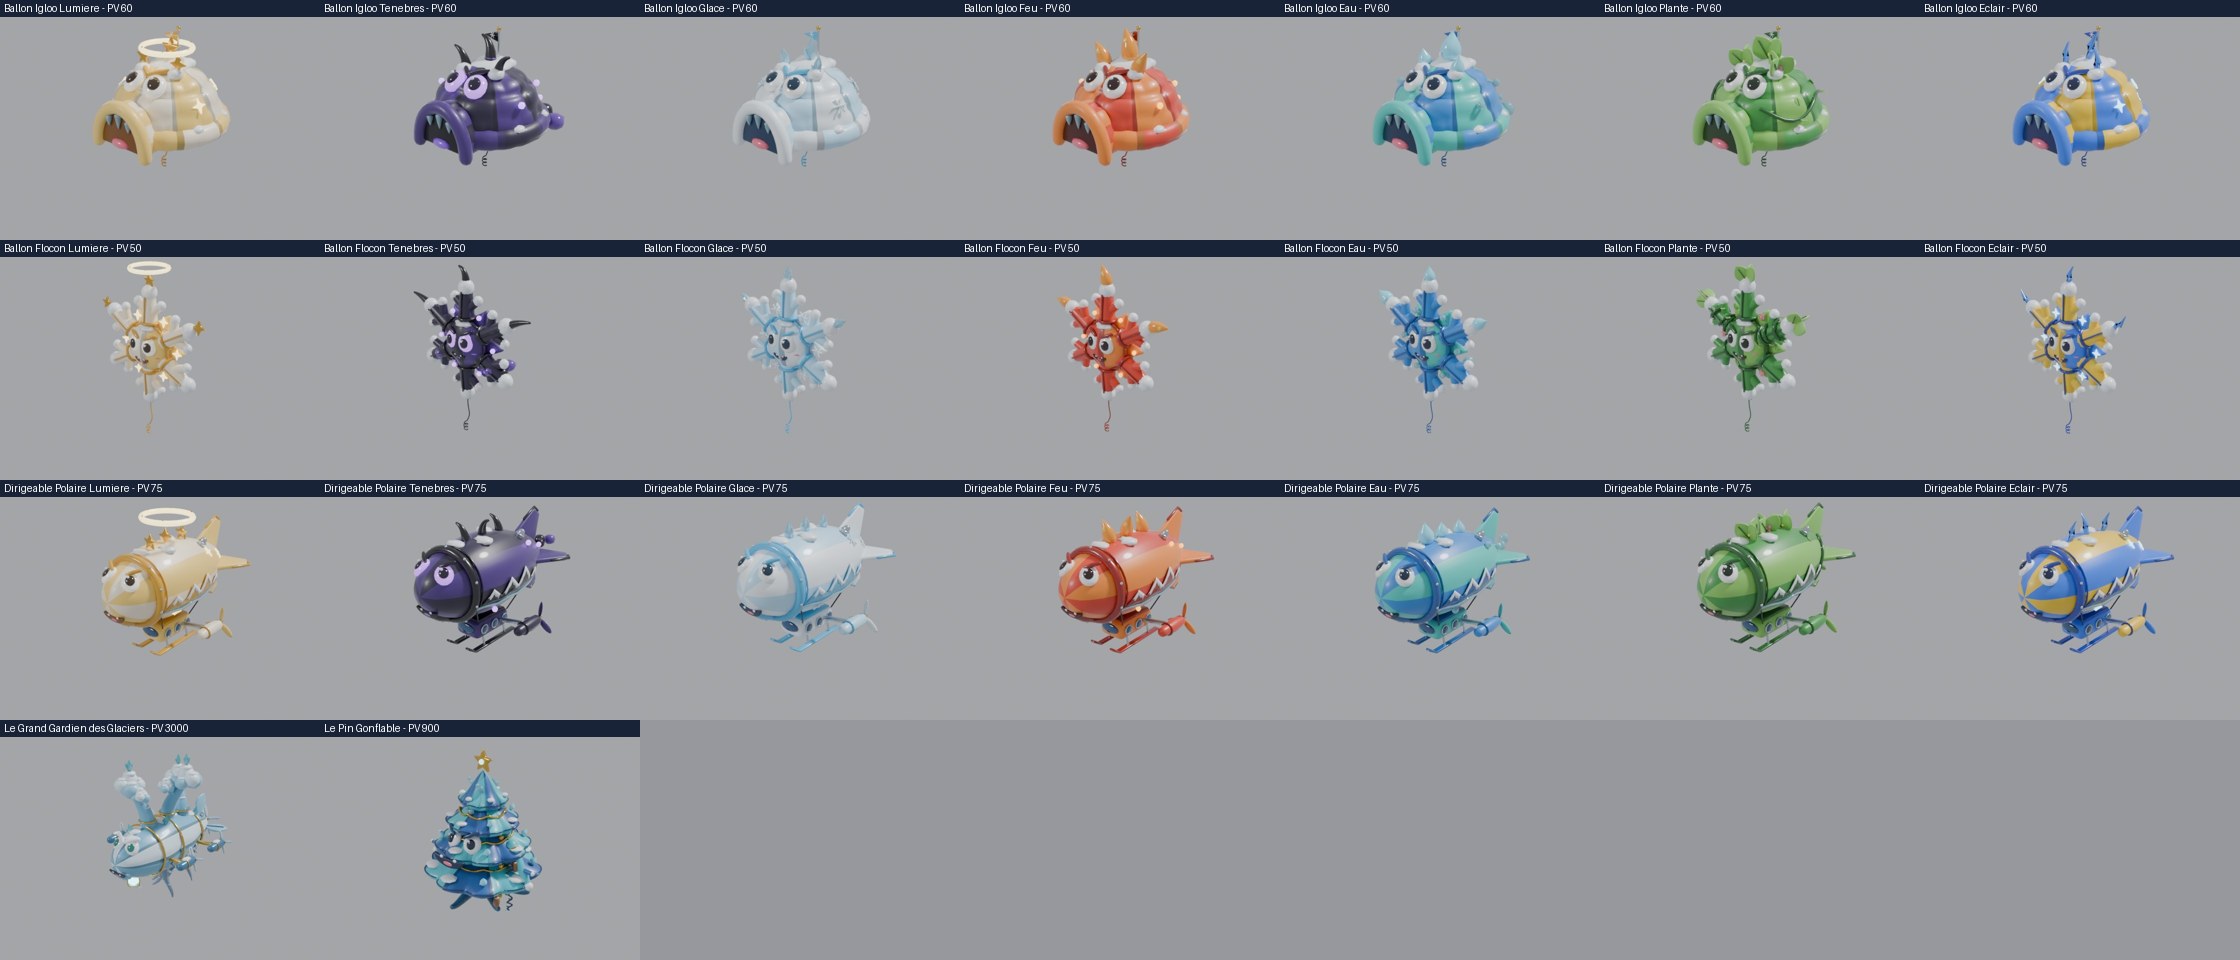 Ballon Igloo Lumiere - PV60
Ballon Igloo Tenebres - PV60
Ballon Igloo Glace - PV60
Ballon Igloo Feu - PV60
Ballon Igloo Eau - PV60
Ballon Igloo Plante - PV60
Ballon Igloo Eclair - PV60
Ballon Flocon Lumiere - PV50
Ballon Flocon Tenebres - PV50
Ballon Flocon Glace - PV50
Ballon Flocon Feu - PV50
Ballon Flocon Eau - PV50
Ballon Flocon Plante - PV50
Ballon Flocon Eclair - PV50
Dirigeable Polaire Lumiere - PV75
Dirigeable Polaire Tenebres - PV75
Dirigeable Polaire Glace - PV75
Dirigeable Polaire Feu - PV75
Dirigeable Polaire Eau - PV75
Dirigeable Polaire Plante - PV75
Dirigeable Polaire Eclair - PV75
Le Grand Gardien des Glaciers - PV3000
Le Pin Gonflable - PV900